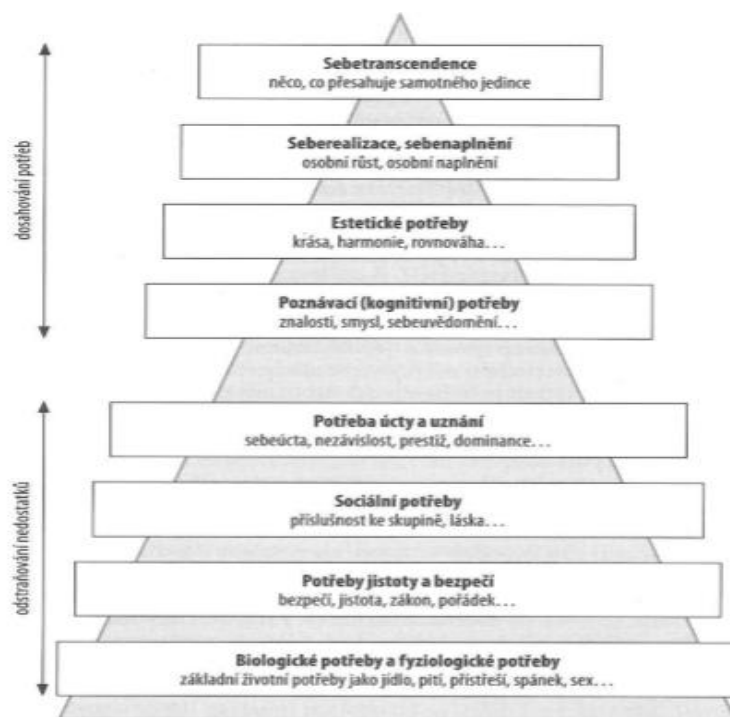 Sebetranscendence
něco, co přesahuje samotného jedince
Seberealizace, sebenaplnění
osobní růst, osobní naplnění
Estetické potřeby
krása, harmonie, rovnováha…
Poznávací (kognitivní) potřeby
znalosti, smysl, sebeuvědomění…
dosahování potřeb
Potřeba úcty a uznání
sebeúcta, nezávislost, prestiž, dominance…
Sociální potřeby
příslušnost ke skupině, láska…
Potřeby jistoty a bezpečí
bezpečí, jistota, zákon, pořádek…
Biologické potřeby a fyziologické potřeby
základní životní potřeby jako jídlo, pití, přístřeší, spánek, sex…
odstraňování nedostatků